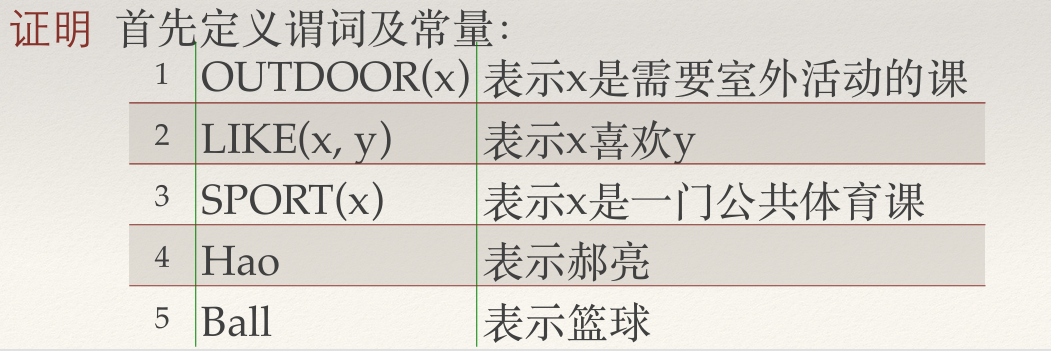 证明 首先定义谓词及常量：
1 OUTDOOR(x) 表示x是需要室外活动的课
2 LIKE(x, y) 表示x喜欢y
3 SPORT(x) 表示x是一门公共体育课
4 Hao 表示郝亮
5 Ball 表示篮球